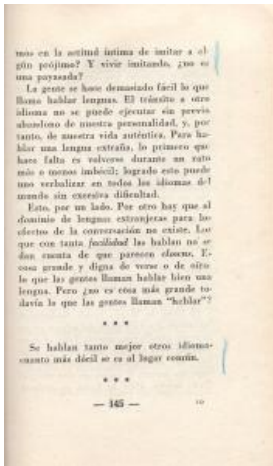 mos en la actitud íntima de imitar a al-
gún prójimo? Y vivir imitando, ¿no es
una payasada?
La gente se hace demasiado fácil lo que
llama hablar lenguas. El tránsito a otro
idioma no se puede ejecutar sin previo
abandono de nuestra personalidad, y, por
tanto, de nuestra vida auténtica. Para ha-
blar una lengua extraña, lo primero que
hace falta es volverse durante un rato
más o menos imbécil; logrado esto puede
uno verbalizar en todos los idiomas del
mundo sin excesiva dificultad.
Esto, por un lado. Por otro hay que al
dominio de lenguas extranjeras para los
efectos de la conversación no existe. Los
que con tanta facilidad las hablan no se
dan cuenta de que parecen clowns. Es
cosa grande y digna de verse o de oírse
lo que las gentes llaman hablar bien una
lengua. Pero ¿no es cosa más grande to-
davía lo que las gentes llaman "hablar"?
* * *
Se hablan tanto mejor otros idiomas
cuanto más dócil se es al lugar común.
* * *
— 145 —